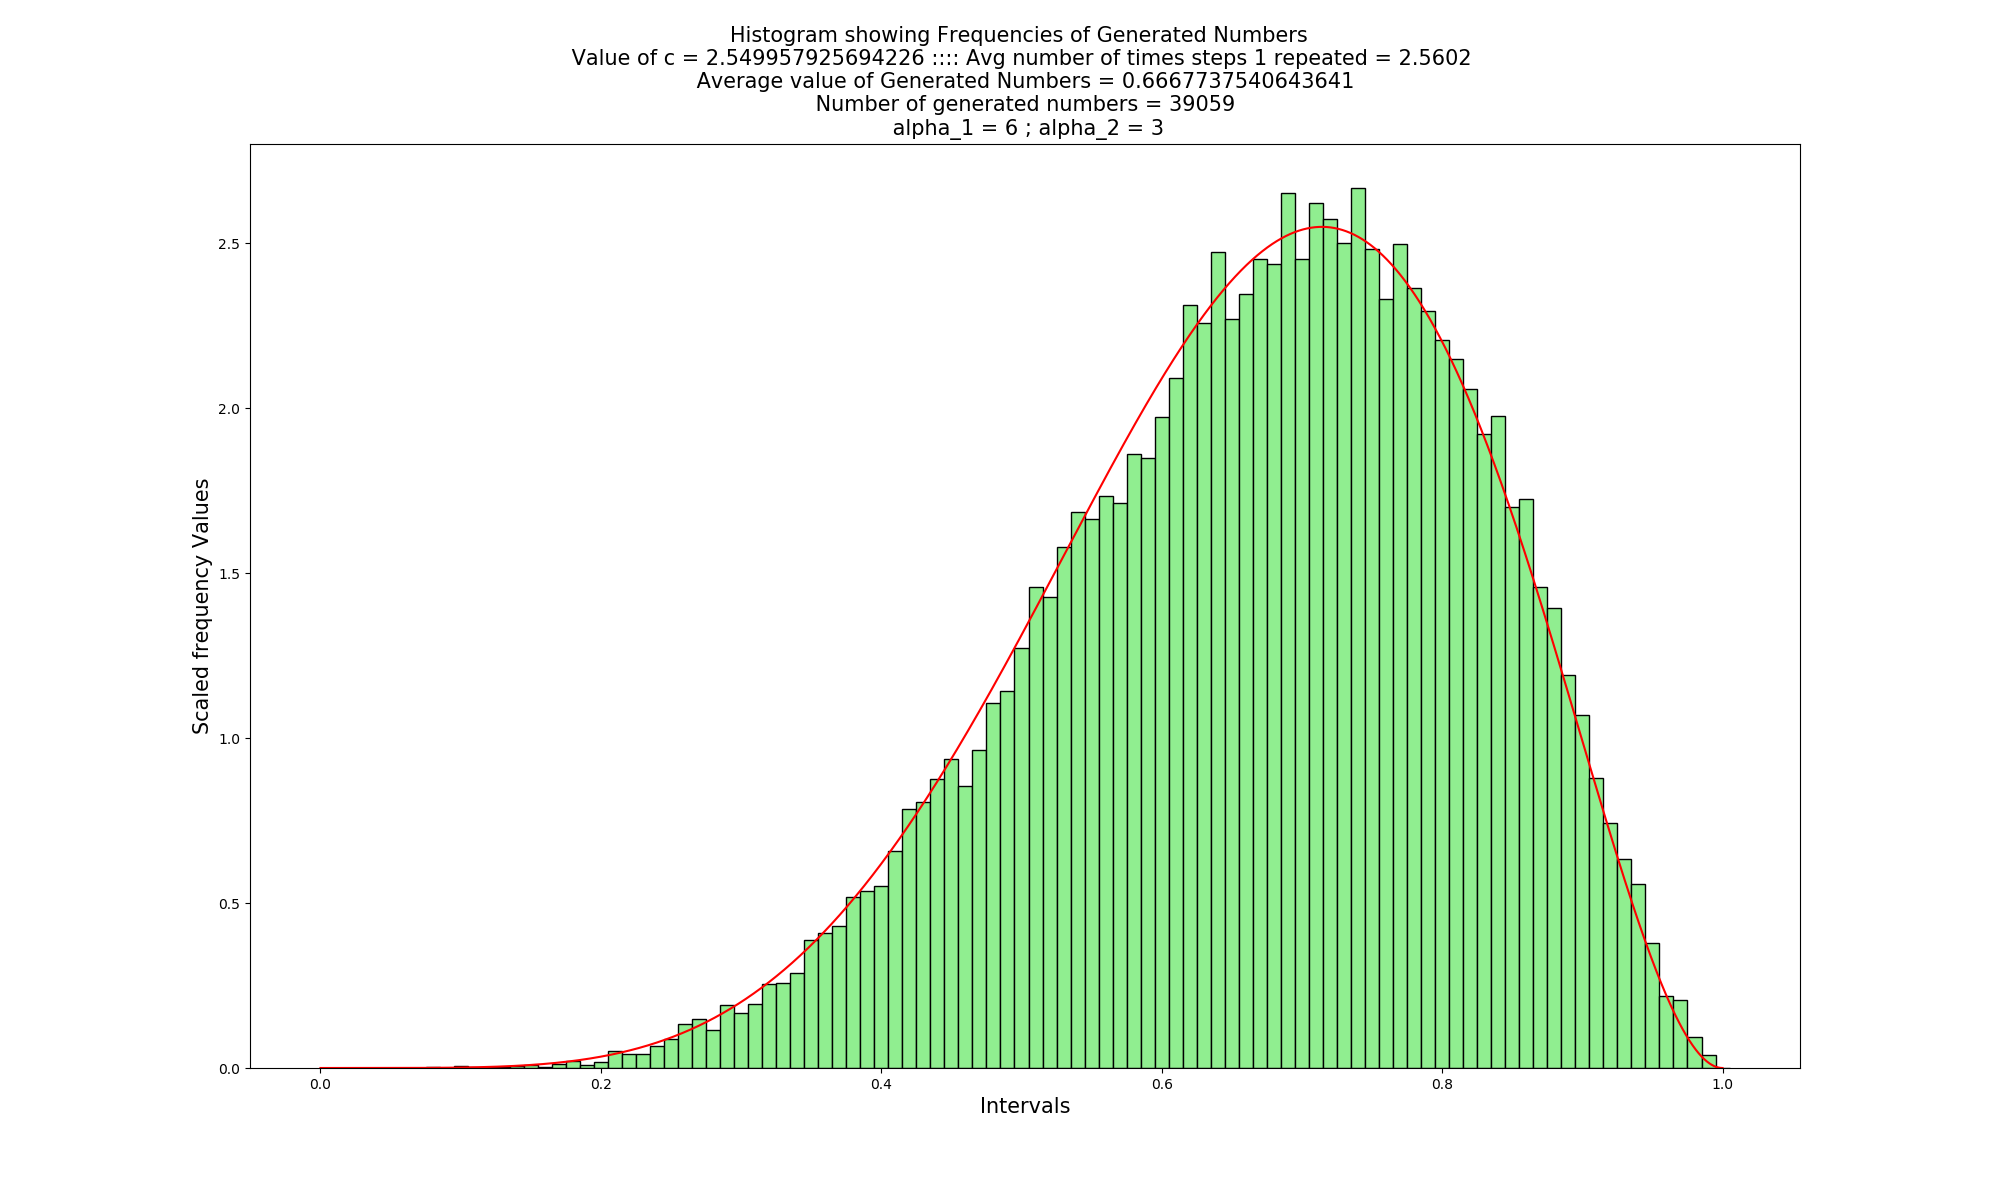 Histogram showing Frequencies of Generated Numbers
Value of c = 2.549957925694226 :::: Avg number of times steps 1 repeated = 2.5602
Average value of Generated Numbers = 0.6667737540643641
Number of generated numbers = 39059
alpha_1 = 6 ; alpha_2 = 3
Scaled frequency Values
2.5
2.0
1.5
1.0
0.5
0.0
0.0 0.2 0.4 0.6 0.8 1.0
Intervals